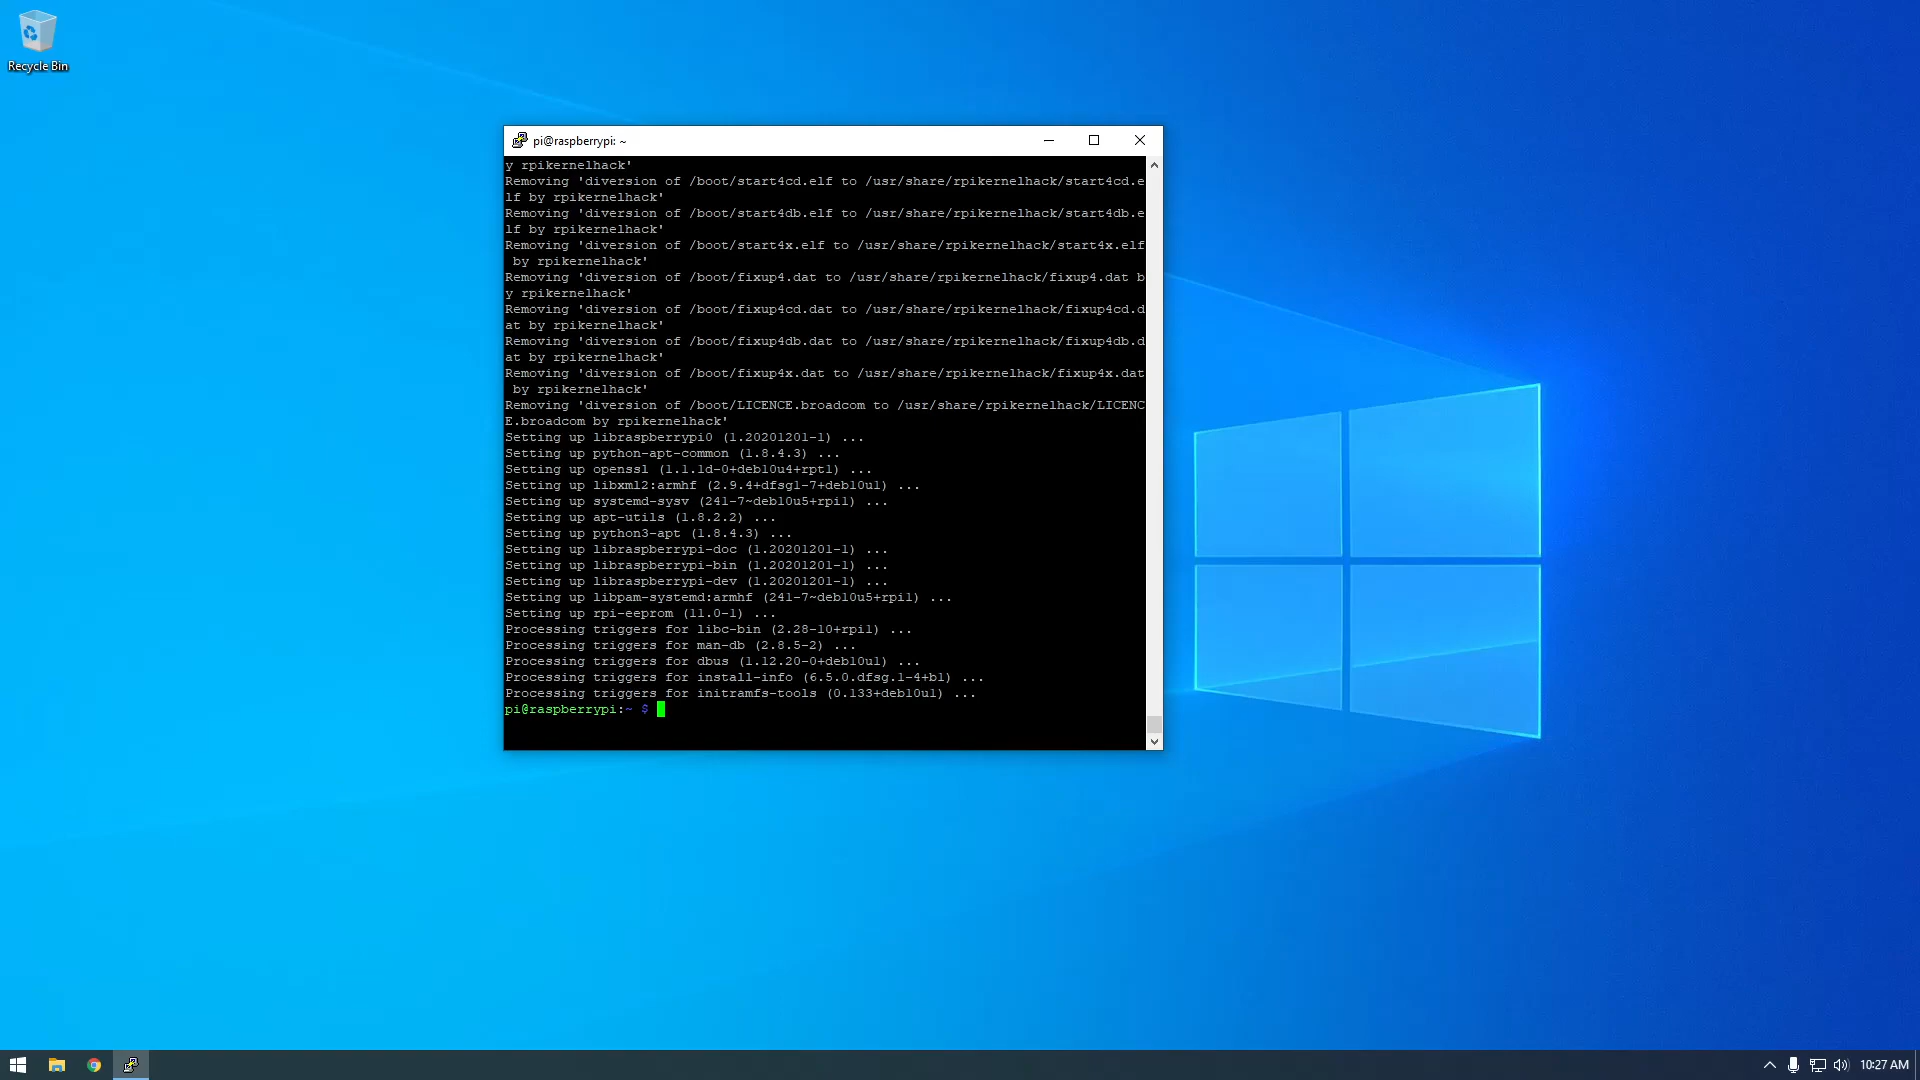 Recycle Bin
pi@raspberrypi: ~
y rpikernelhack'
Removing 'diversion of /boot/start4cd.elf to /usr/share/rpikernelhack/start4cd.e
lf by rpikernelhack'
Removing 'diversion of /boot/start4db.elf to /usr/share/rpikernelhack/start4db.e
lf by rpikernelhack'
Removing 'diversion of /boot/start4x.elf to /usr/share/rpikernelhack/start4x.elf
 by rpikernelhack'
Removing 'diversion of /boot/fixup4.dat to /usr/share/rpikernelhack/fixup4.dat b
y rpikernelhack'
Removing 'diversion of /boot/fixup4cd.dat to /usr/share/rpikernelhack/fixup4cd.d
at by rpikernelhack'
Removing 'diversion of /boot/fixup4db.dat to /usr/share/rpikernelhack/fixup4db.d
at by rpikernelhack'
Removing 'diversion of /boot/fixup4x.dat to /usr/share/rpikernelhack/fixup4x.dat
 by rpikernelhack'
Removing 'diversion of /boot/LICENCE.broadcom to /usr/share/rpikernelhack/LICENC
E.broadcom by rpikernelhack'
Setting up libraspberrypi0 (1.20201201-1) ...
Setting up python-apt-common (1.8.4.3) ...
Setting up openssl (1.1.1d-0+deb10u4+rpt1) ...
Setting up libxml2:armhf (2.9.4+dfsg1-7+deb10u1) ...
Setting up systemd-sysv (241-7~deb10u5+rpi1) ...
Setting up apt-utils (1.8.2.2) ...
Setting up python3-apt (1.8.4.3) ...
Setting up libraspberrypi-doc (1.20201201-1) ...
Setting up libraspberrypi-bin (1.20201201-1) ...
Setting up libraspberrypi-dev (1.20201201-1) ...
Setting up libpam-systemd:armhf (241-7~deb10u5+rpi1) ...
Setting up rpi-eeprom (11.0-1) ...
Processing triggers for libc-bin (2.28-10+rpi1) ...
Processing triggers for man-db (2.8.5-2) ...
Processing triggers for dbus (1.12.20-0+deb10u1) ...
Processing triggers for install-info (6.5.0.dfsg.1-4+b1) ...
Processing triggers for initramfs-tools (0.133+deb10u1) ...
pi@raspberrypi:~ $
10:27 AM